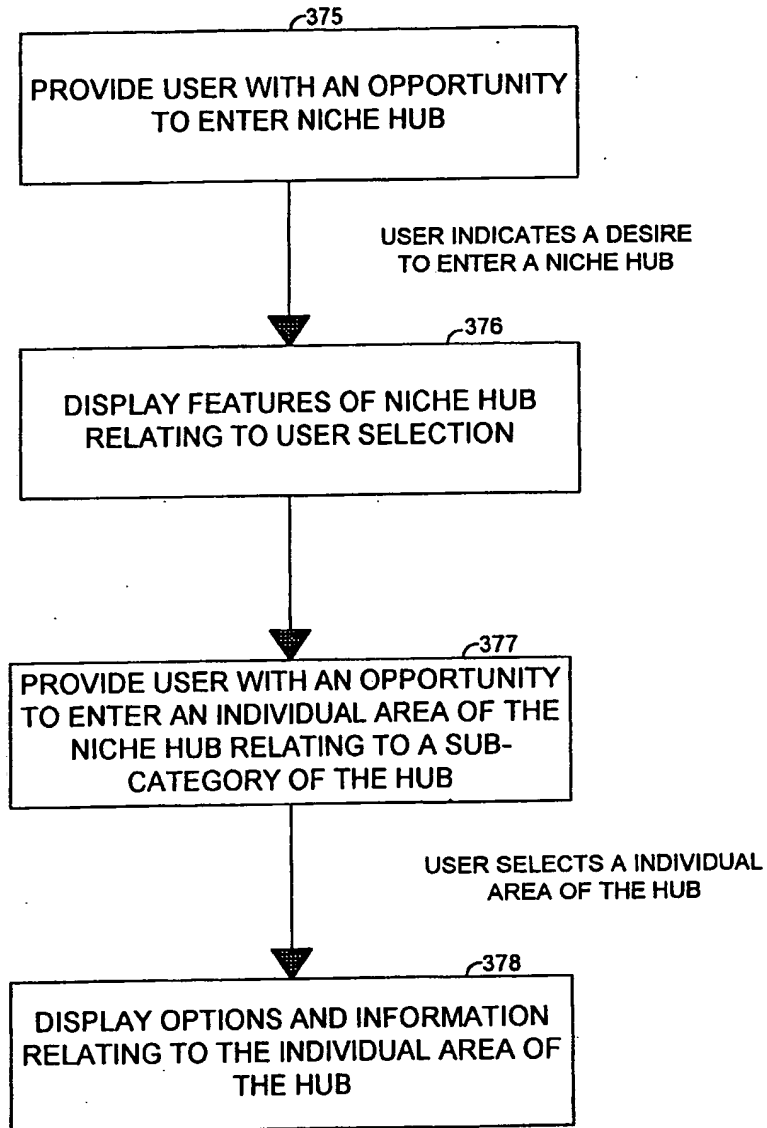 375
PROVIDE USER WITH AN OPPORTUNITY
TO ENTER NICHE HUB
USER INDICATES A DESIRE
TO ENTER A NICHE HUB
376
DISPLAY FEATURES OF NICHE HUB
RELATING TO USER SELECTION
377
PROVIDE USER WITH AN OPPORTUNITY
TO ENTER AN INDIVIDUAL AREA OF THE
NICHE HUB RELATING TO A SUB-
CATEGORY OF THE HUB
USER SELECTS A INDIVIDUAL
AREA OF THE HUB
378
DISPLAY OPTIONS AND INFORMATION
RELATING TO THE INDIVIDUAL AREA OF
THE HUB